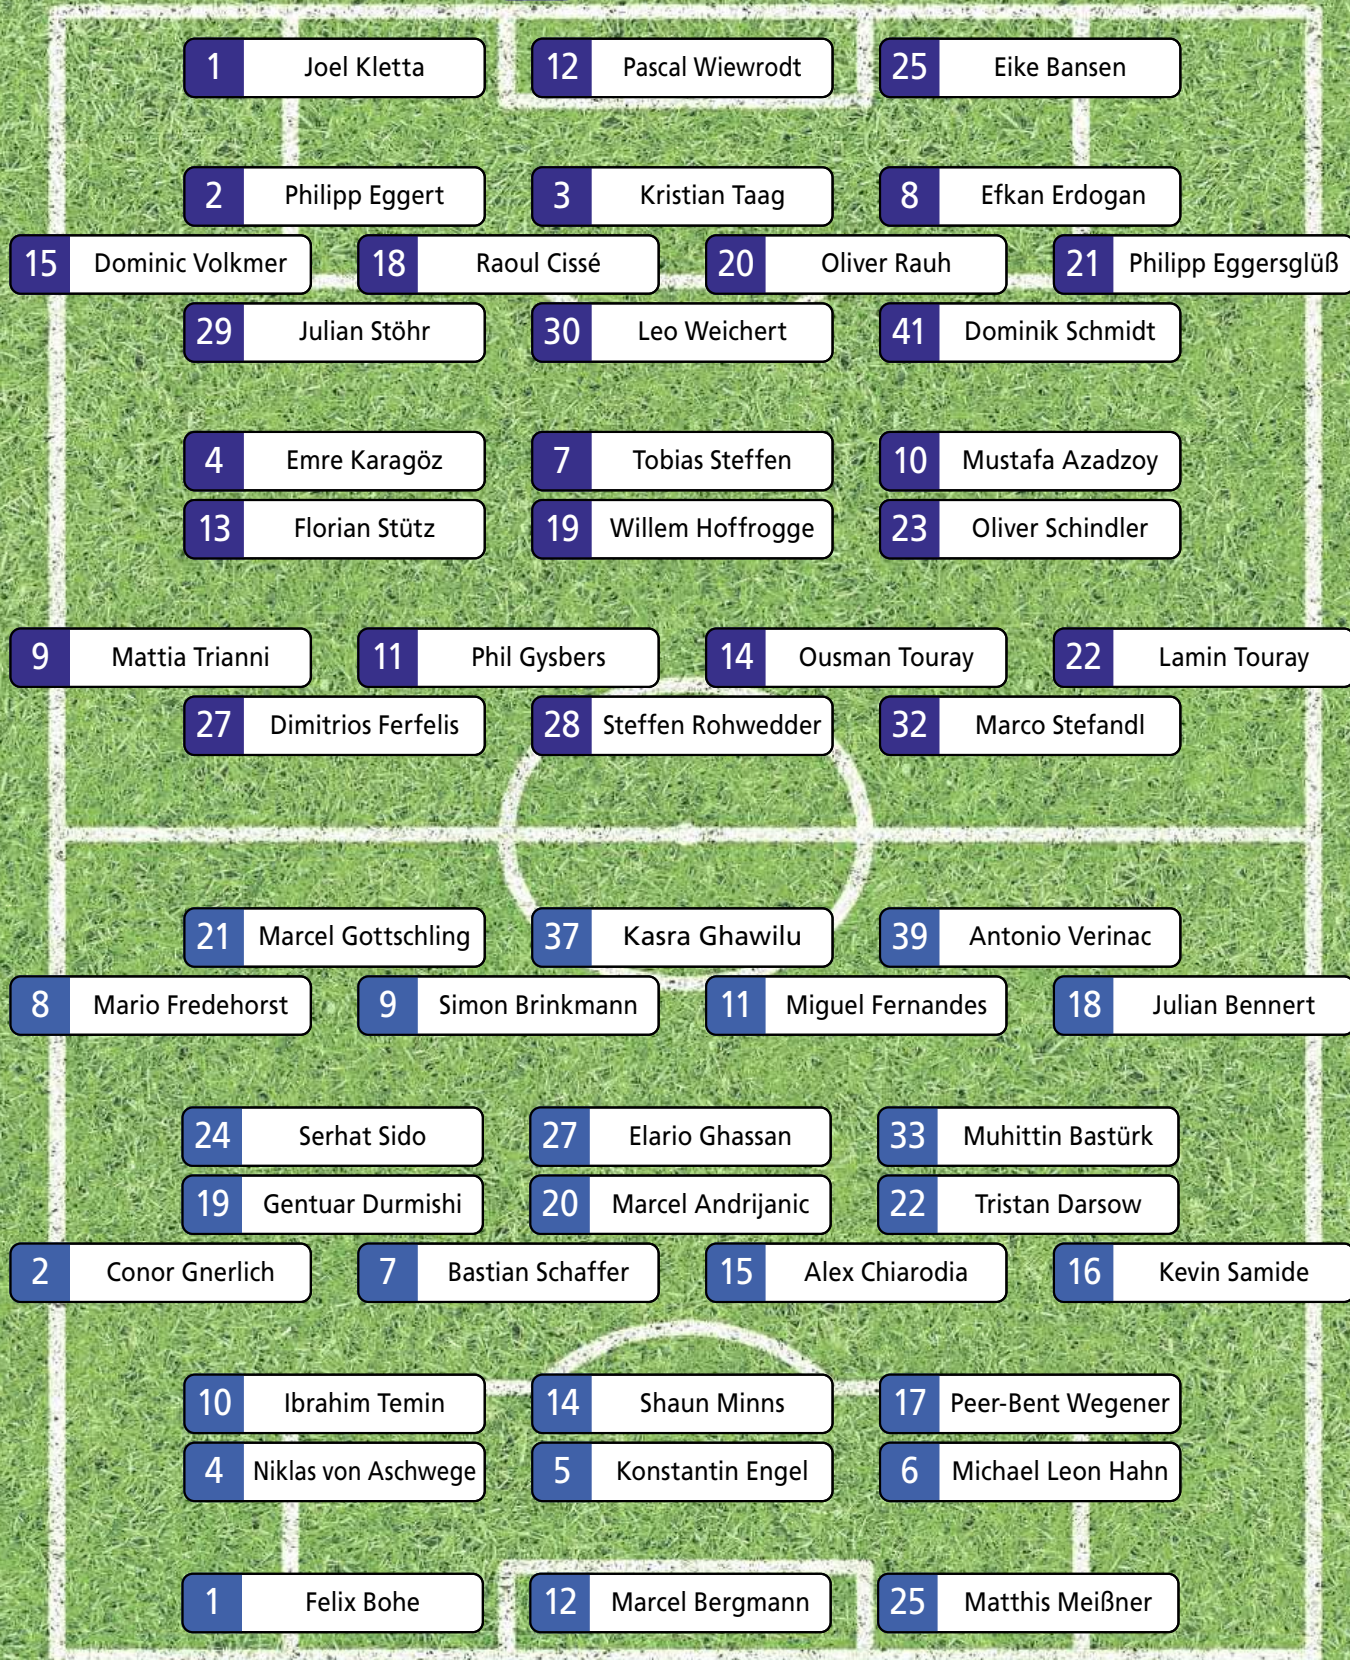 1 Joel Kletta 12 Pascal Wiewrodt 25 Eike Bansen
2 Philipp Eggert 3 Kristian Taag 8 Efkan Erdogan
15 Dominic Volkmer 18 Raoul Cissé 20 Oliver Rauh 21 Philipp Eggersglüß
29 Julian Stöhr 30 Leo Weichert 41 Dominik Schmidt
4 Emre Karagöz 7 Tobias Steffen 10 Mustafa Azadzoy
13 Florian Stütz 19 Willem Hoffrogge 23 Oliver Schindler
9 Mattia Trianni 11 Phil Gysbers 14 Ousman Touray 22 Lamin Touray
27 Dimitrios Ferfelis 28 Steffen Rohwedder 32 Marco Stefandl
21 Marcel Gottschling 37 Kasra Ghawilu 39 Antonio Verinac
8 Mario Fredehorst 9 Simon Brinkmann 11 Miguel Fernandes 18 Julian Bennert
24 Serhat Sido 27 Elario Ghassan 33 Muhittin Bastürk
19 Gentuar Durmishi 20 Marcel Andrijanic 22 Tristan Darsow
2 Conor Gnerlich 7 Bastian Schaffer 15 Alex Chiarodia 16 Kevin Samide
10 Ibrahim Temin 14 Shaun Minns 17 Peer-Bent Wegener
4 Niklas von Aschwege 5 Konstantin Engel 6 Michael Leon Hahn
1 Felix Bohe 12 Marcel Bergmann 25 Matthis Meißner